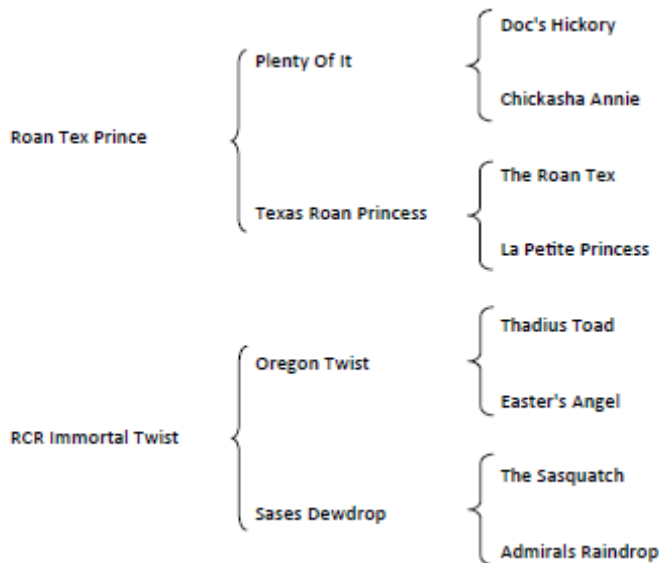 Doc's Hickory
Plenty Of It
Chickasha Annie
Roan Tex Prince
The Roan Tex
Texas Roan Princess
La Petite Princess
Thadius Toad
Oregon Twist
Easter's Angel
RCR Immortal Twist
The Sasquatch
Sases Dewdrop
Admirals Raindrop